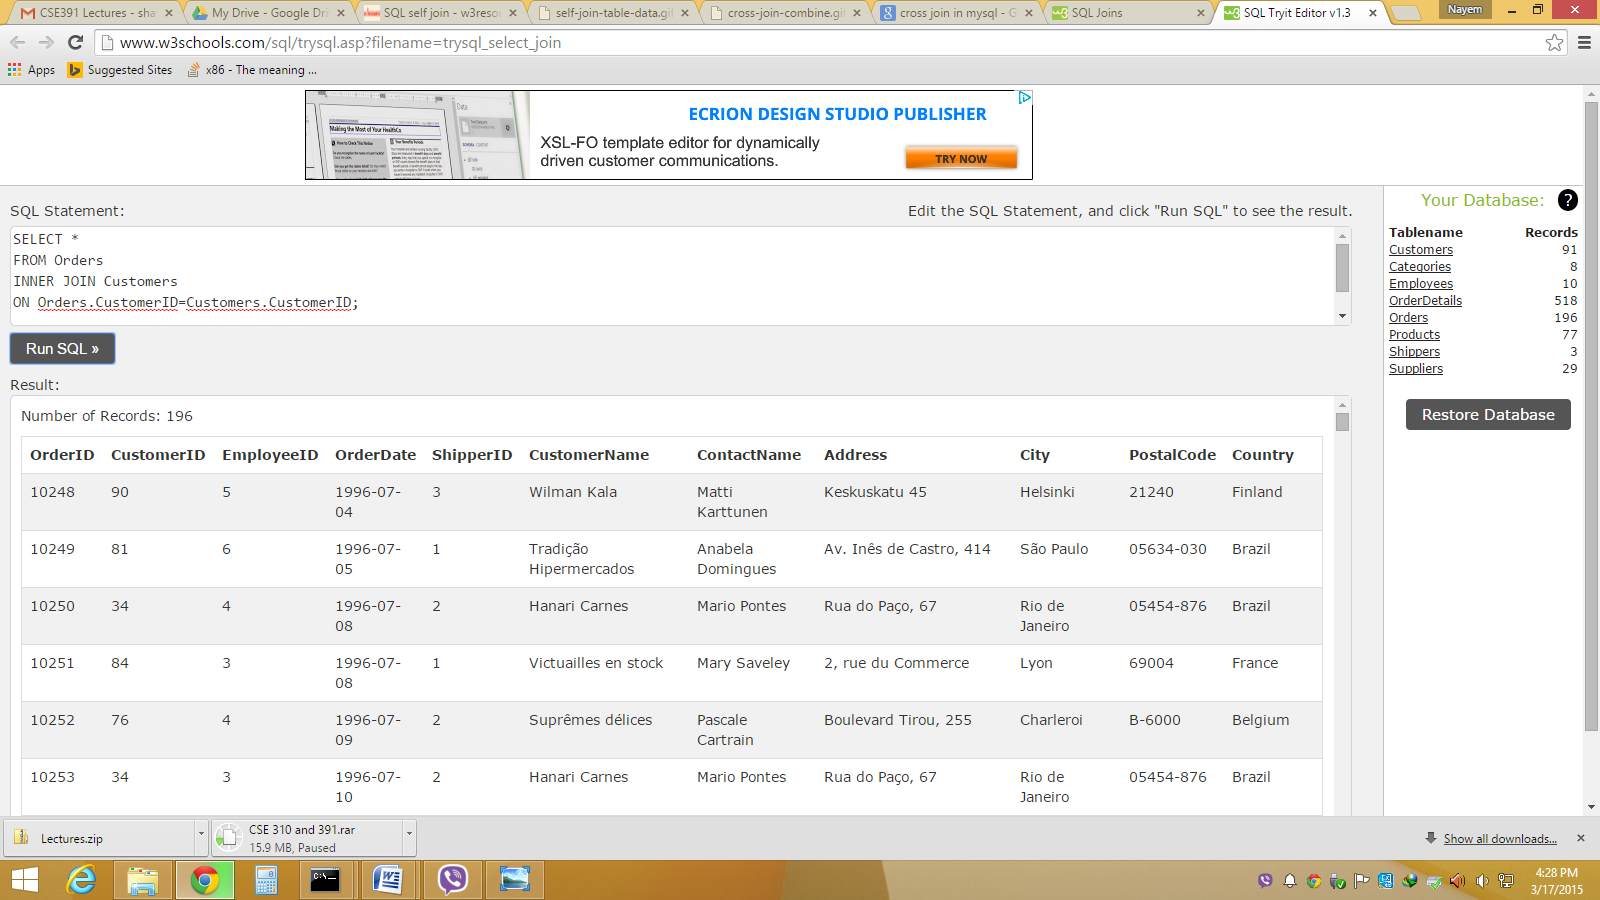 CSE391 Lectures - sha
My Drive - Google Dri
SQL self join - w3resou
self-join-table-data.gif
cross-join-combine.gif
cross join in mysql - G
SQL Joins
SQL Tryit Editor v1.3
Nayem
www.w3schools.com/sql/trysql.asp?filename=trysql_select_join
Apps
Suggested Sites
x86 - The meaning ...
Making the Most of Your HealthCo
Data
ECRION DESIGN STUDIO PUBLISHER
XSL-FO template editor for dynamically
driven customer communications.
TRY NOW
SQL Statement:
Edit the SQL Statement, and click "Run SQL" to see the result.
SELECT *
FROM Orders
INNER JOIN Customers
ON Orders.CustomerID=Customers.CustomerID;
Run SQL »
Result:
Number of Records: 196
OrderID CustomerID EmployeeID OrderDate ShipperID CustomerName ContactName Address City PostalCode Country
10248 90 5 1996-07- 3 Wilman Kala Matti Keskuskatu 45 Helsinki 21240 Finland
04 Karttunen
10249 81 6 1996-07- 1 Tradição Anabela Av. Inês de Castro, 414 São Paulo 05634-030 Brazil
05 Hipermercados Domingues
10250 34 4 1996-07- 2 Hanari Carnes Mario Pontes Rua do Paço, 67 Rio de 05454-876 Brazil
08 Janeiro
10251 84 3 1996-07- 1 Victuailles en stock Mary Saveley 2, rue du Commerce Lyon 69004 France
08
10252 76 4 1996-07- 2 Suprêmes délices Pascale Boulevard Tirou, 255 Charleroi B-6000 Belgium
09 Cartrain
10253 34 3 1996-07- 2 Hanari Carnes Mario Pontes Rua do Paço, 67 Rio de 05454-876 Brazil
10 Janeiro
Your Database: ?
Tablename Records
Customers 91
Categories 8
Employees 10
OrderDetails 518
Orders 196
Products 77
Shippers 3
Suppliers 29
Restore Database
Lectures.zip
CSE 310 and 391.rar
15.9 MB, Paused
Show all downloads...
C:\
4:28 PM
3/17/2015